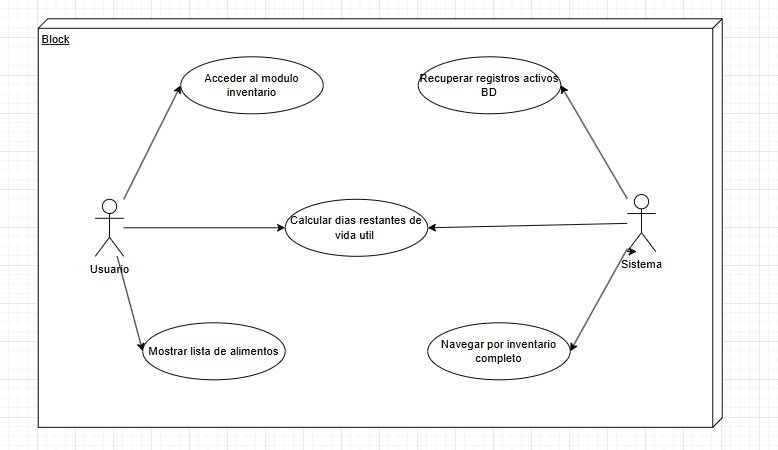 Block
Acceder al modulo
inventario
Recuperar registros activos
BD
Calcular dias restantes de
vida util
Usuario
Sistema
Mostrar lista de alimentos
Navegar por inventario
completo